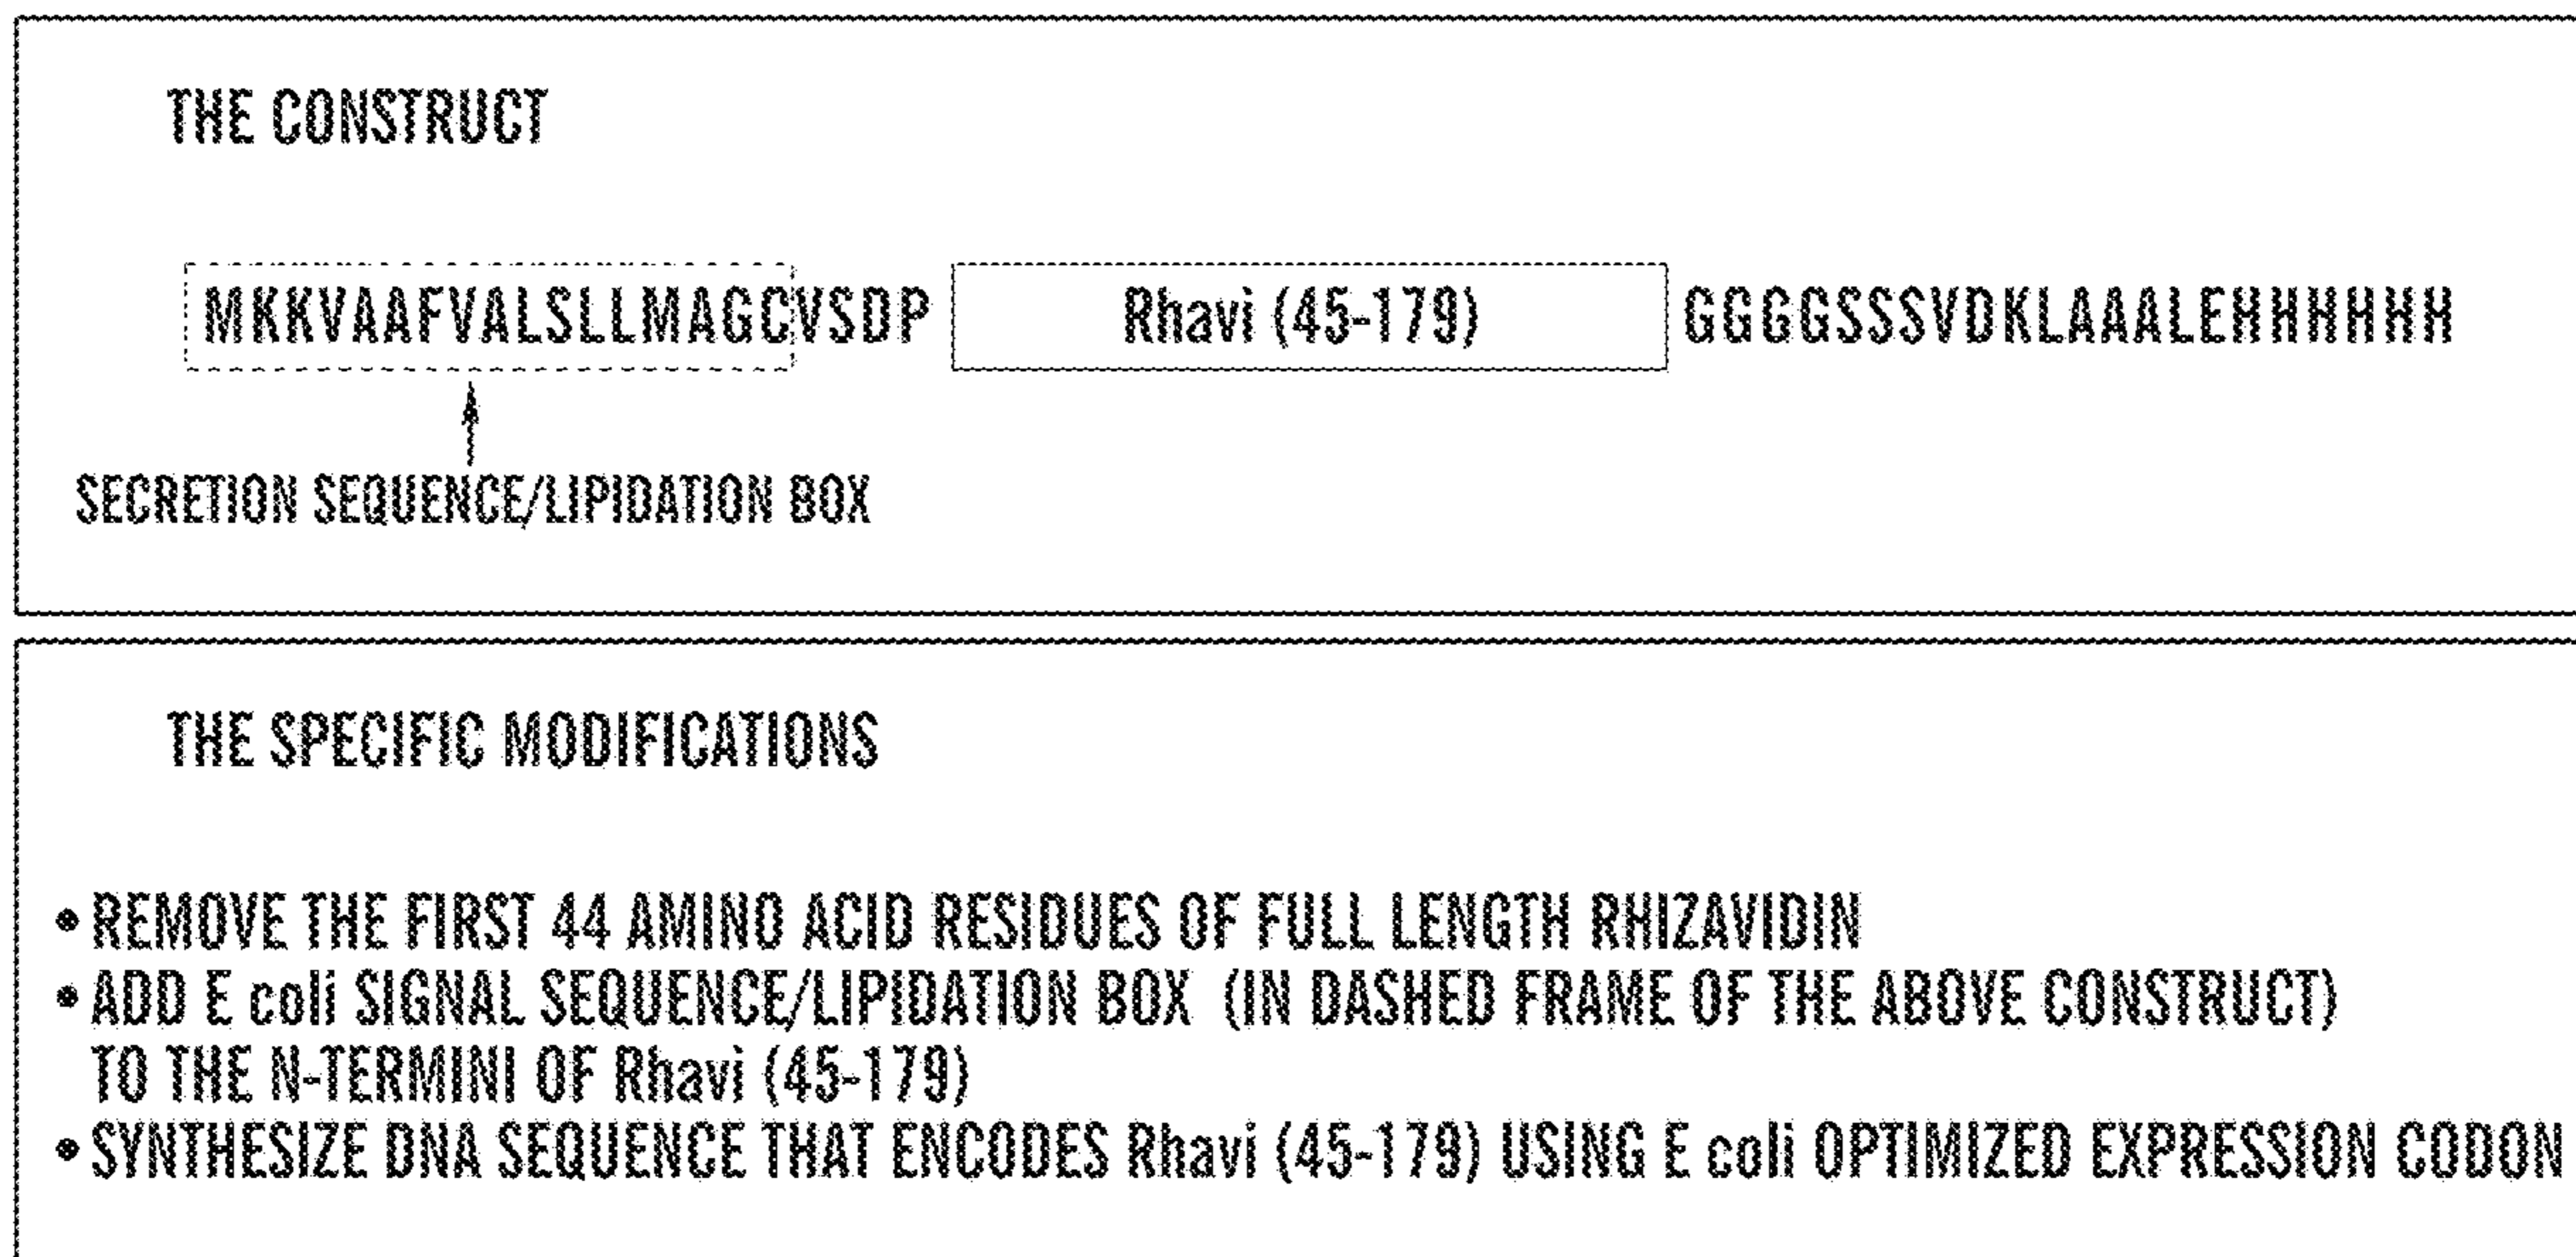 THE CONSTRUCT
MKKVAAFVALSLLMAGCVSDP Rhavi (45-179) GGGGSSSVDKLAAALEHHHHHH
SECRETION SEQUENCE/LIPIDATION BOX
THE SPECIFIC MODIFICATIONS
• REMOVE THE FIRST 44 AMINO ACID RESIDUES OF FULL LENGTH RHIZAVIDIN
• ADD E coli SIGNAL SEQUENCE/LIPIDATION BOX (IN DASHED FRAME OF THE ABOVE CONSTRUCT)
TO THE N-TERMINI OF Rhavi (45-179)
• SYNTHESIZE DNA SEQUENCE THAT ENCODES Rhavi (45-179) USING E coli OPTIMIZED EXPRESSION CODON